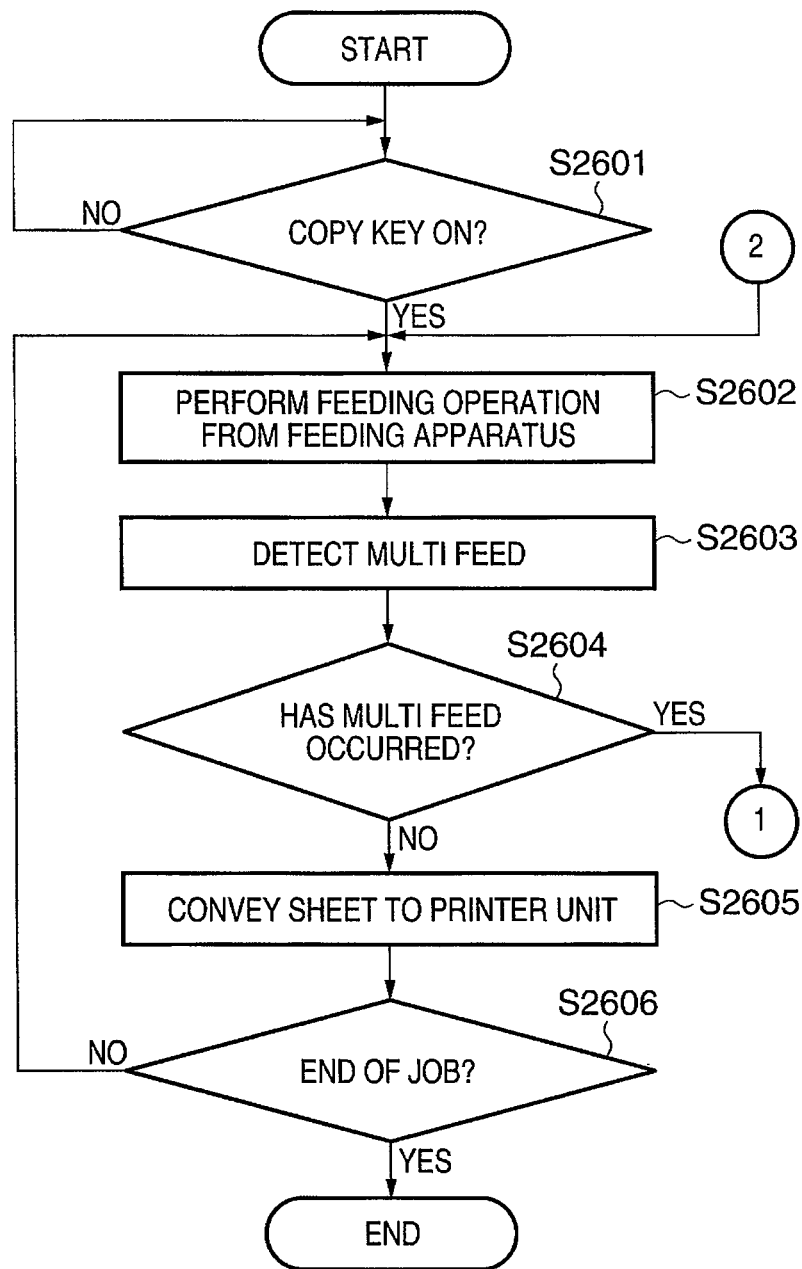 START
S2601
NO
COPY KEY ON?
2
YES
PERFORM FEEDING OPERATION
FROM FEEDING APPARATUS
S2602
DETECT MULTI FEED
S2603
S2604
HAS MULTI FEED
OCCURRED?
YES
1
NO
CONVEY SHEET TO PRINTER UNIT
S2605
S2606
NO
END OF JOB?
YES
END